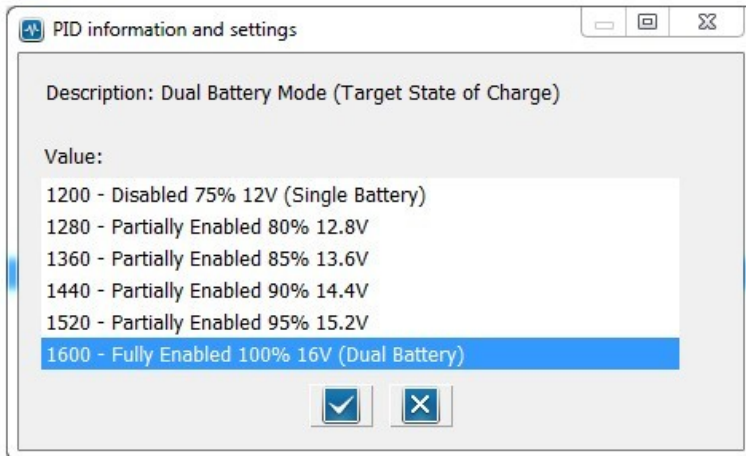 PID information and settings
Description: Dual Battery Mode (Target State of Charge)
Value:
1200 - Disabled 75% 12V (Single Battery)
1280 - Partially Enabled 80% 12.8V
1360 - Partially Enabled 85% 13.6V
1440 - Partially Enabled 90% 14.4V
1520 - Partially Enabled 95% 15.2V
1600 - Fully Enabled 100% 16V (Dual Battery)